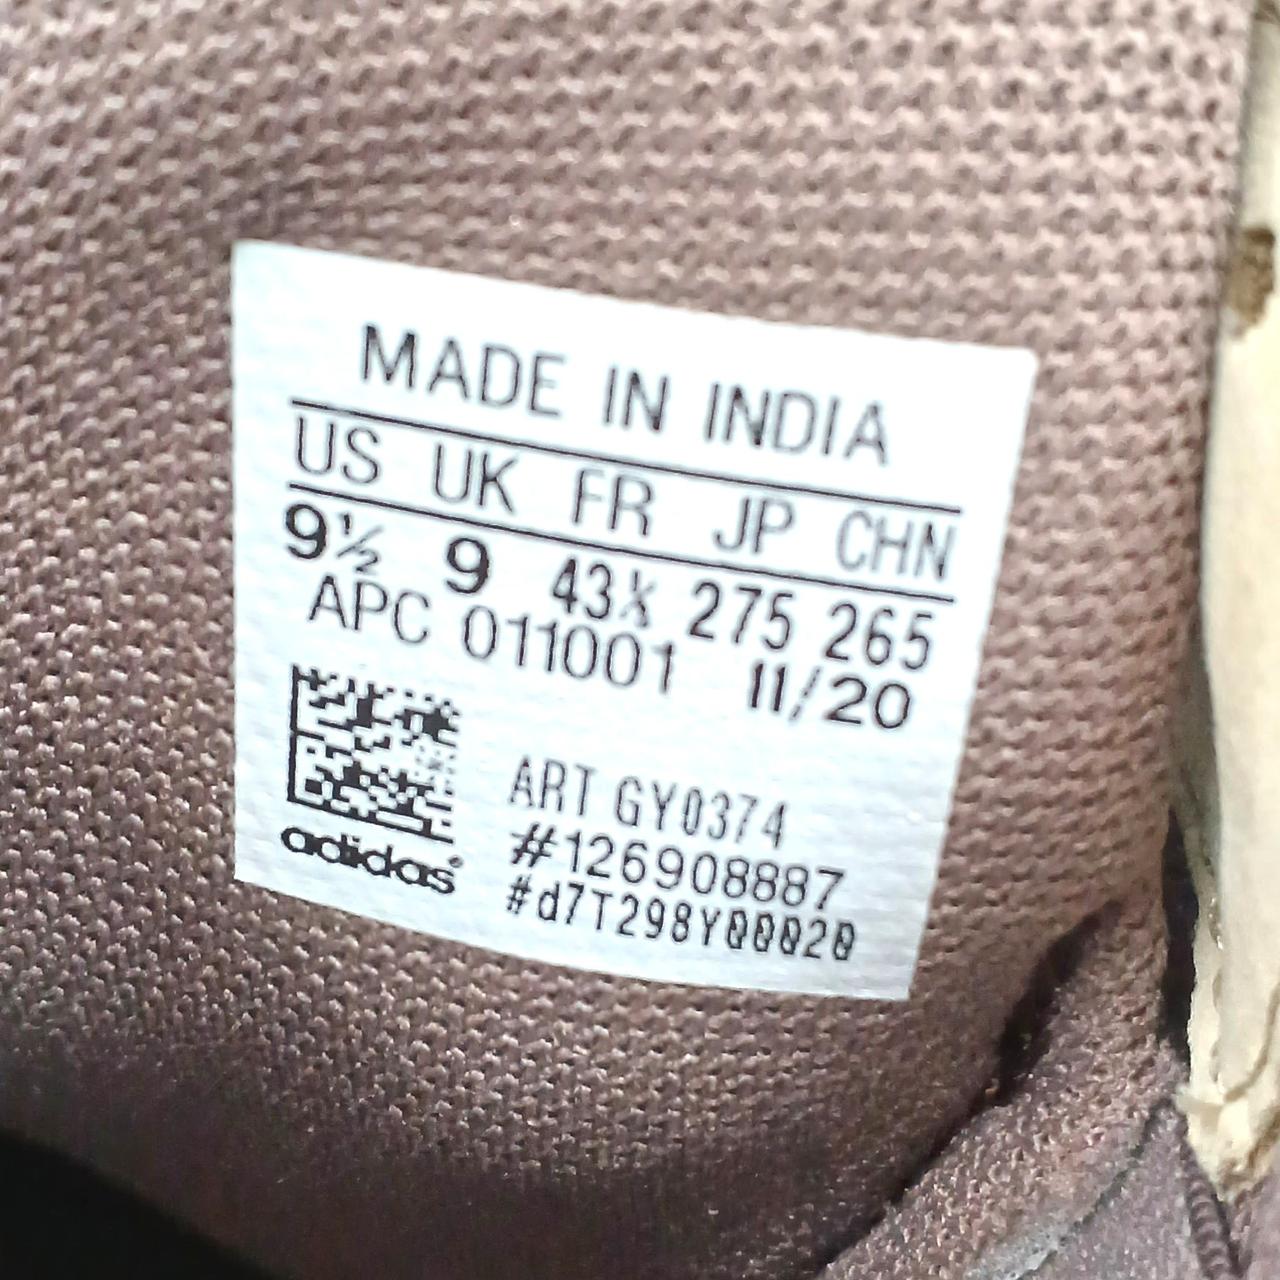 MADE IN INDIA
US UK FR JP CHN
9½ 9 43⅓ 275 265
APC 011001 11/20
ART GY0374
#126908887
#d7T298Y00020
adidas